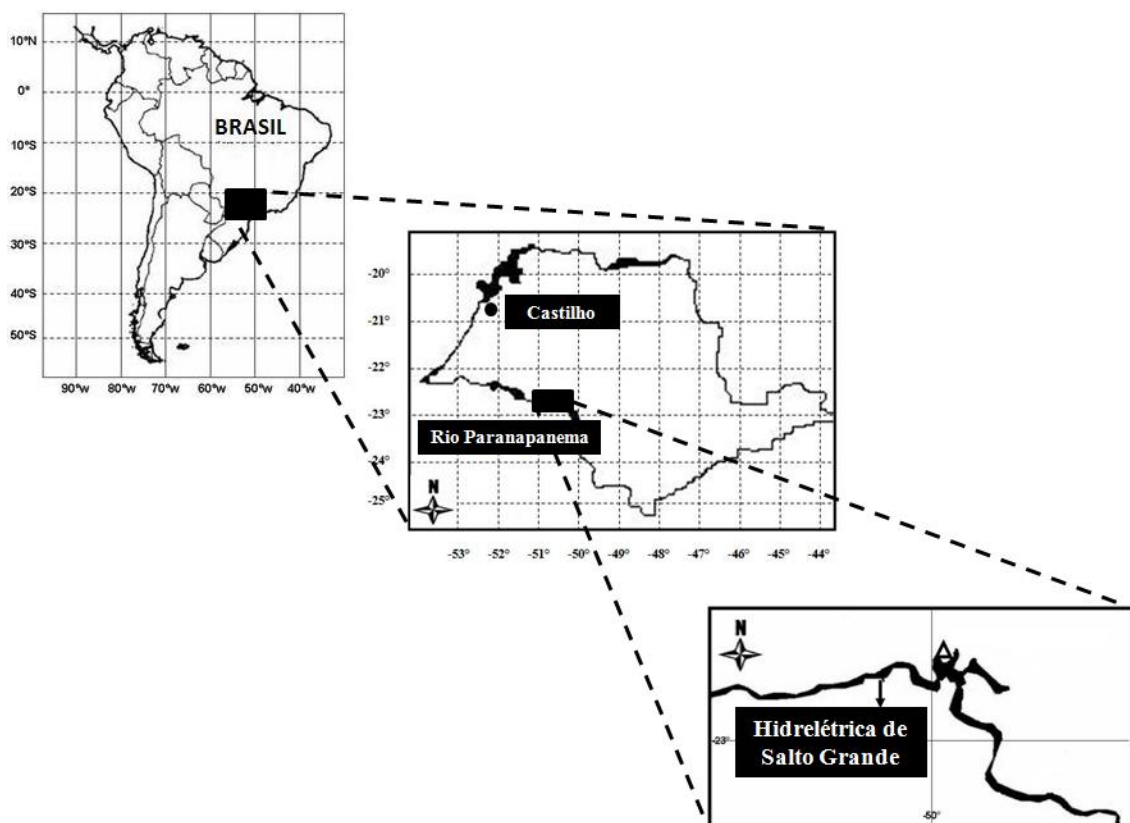 10°N
0°
10°S
20°S
30°S
40°S
50°S
BRASIL
90°W 80°W 70°W 60°W 50°W 40°W
-20°
-21°
-22°
-23°
-24°
-25°
Castilho
Rio Paranapanema
N
-53° -52° -51° -50° -49° -48° -47° -46° -45° -44°
N
Hidrelétrica de
Salto Grande
-23°
-50°